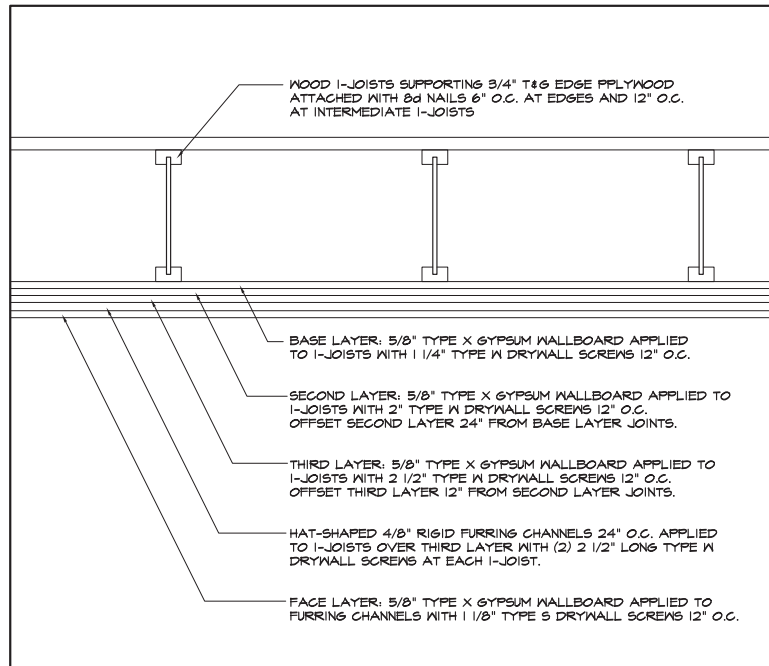 WOOD I-JOISTS SUPPORTING 3/4" T&G EDGE PPLYWOOD
ATTACHED WITH 8d NAILS 6" O.C. AT EDGES AND 12" O.C.
AT INTERMEDIATE I-JOISTS
BASE LAYER: 5/8" TYPE X GYPSUM WALLBOARD APPLIED
TO I-JOISTS WITH 1 1/4" TYPE W DRYWALL SCREWS 12" O.C.
SECOND LAYER: 5/8" TYPE X GYPSUM WALLBOARD APPLIED TO
I-JOISTS WITH 2" TYPE W DRYWALL SCREWS 12" O.C.
OFFSET SECOND LAYER 24" FROM BASE LAYER JOINTS.
THIRD LAYER: 5/8" TYPE X GYPSUM WALLBOARD APPLIED TO
I-JOISTS WITH 2 1/2" TYPE W DRYWALL SCREWS 12" O.C.
OFFSET THIRD LAYER 12" FROM SECOND LAYER JOINTS.
HAT-SHAPED 4/8" RIGID FURRING CHANNELS 24" O.C. APPLIED
TO I-JOISTS OVER THIRD LAYER WITH (2) 2 1/2" LONG TYPE W
DRYWALL SCREWS AT EACH I-JOIST.
FACE LAYER: 5/8" TYPE X GYPSUM WALLBOARD APPLIED TO
FURRING CHANNELS WITH 1 1/8" TYPE S DRYWALL SCREWS 12" O.C.